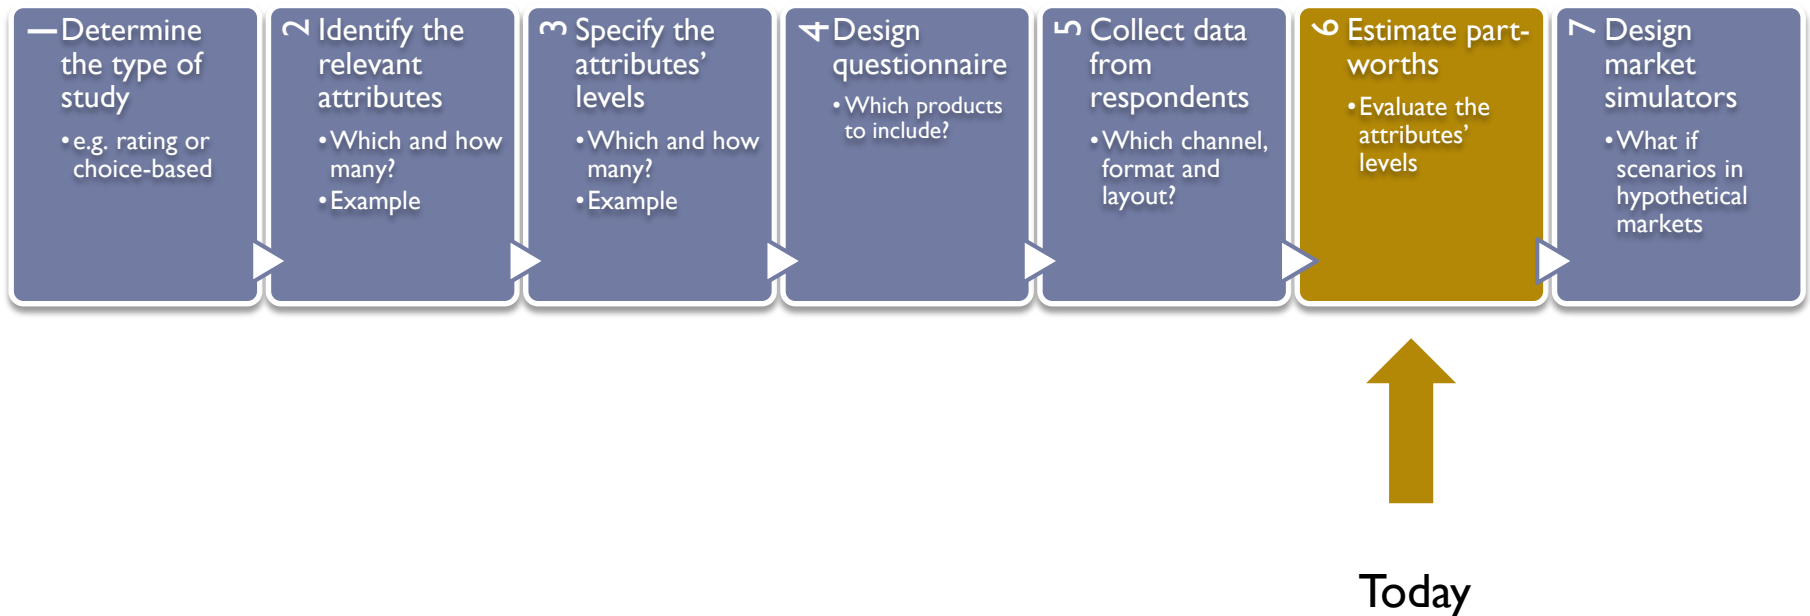 1 Determine
the type of
study
•e.g. rating or
choice-based
2 Identify the
relevant
attributes
•Which and how
many?
•Example
3 Specify the
attributes’
levels
•Which and how
many?
•Example
4 Design
questionnaire
•Which products
to include?
5 Collect data
from
respondents
•Which channel,
format and
layout?
6 Estimate part-
worths
•Evaluate the
attributes’
levels
7 Design
market
simulators
•What if
scenarios in
hypothetical
markets
Today